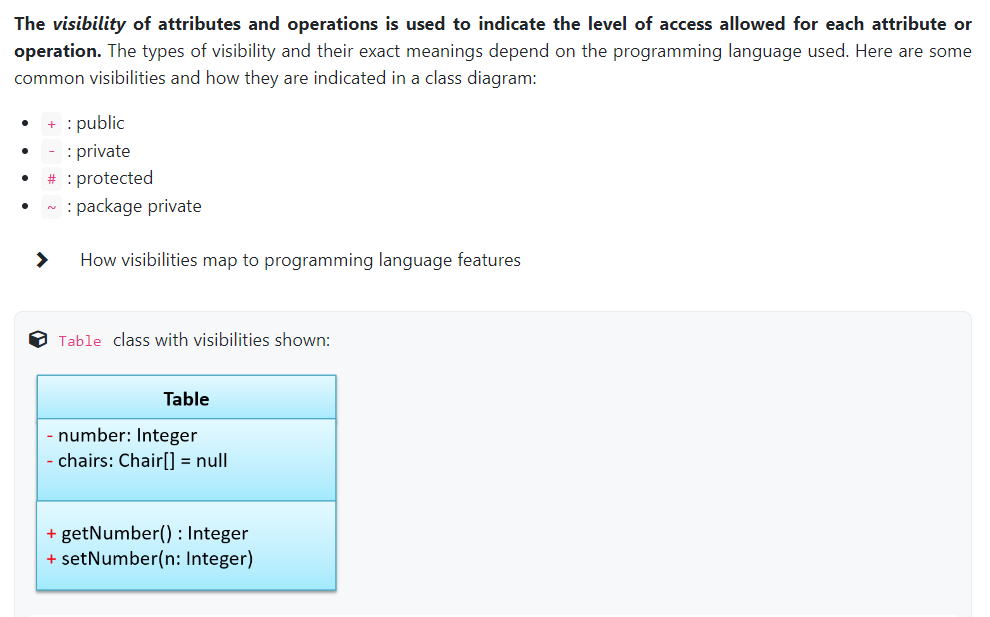 The visibility of attributes and operations is used to indicate the level of access allowed for each attribute or
operation. The types of visibility and their exact meanings depend on the programming language used. Here are some
common visibilities and how they are indicated in a class diagram:
• + : public
• - : private
• # : protected
• ~ : package private
How visibilities map to programming language features
Table class with visibilities shown:
Table
- number: Integer
- chairs: Chair[] = null
+ getNumber() : Integer
+ setNumber(n: Integer)